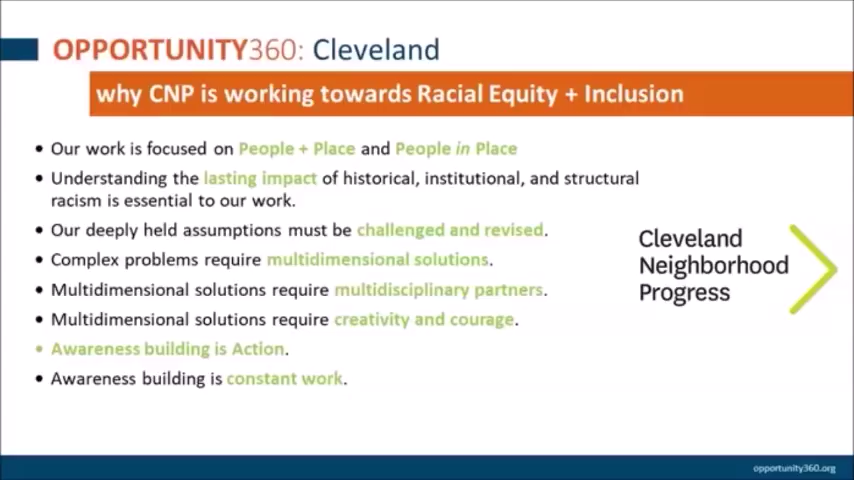 OPPORTUNITY360: Cleveland
why CNP is working towards Racial Equity + Inclusion
• Our work is focused on People + Place and People in Place
• Understanding the lasting impact of historical, institutional, and structural
racism is essential to our work.
• Our deeply held assumptions must be challenged and revised.
• Complex problems require multidimensional solutions.
• Multidimensional solutions require multidisciplinary partners.
• Multidimensional solutions require creativity and courage.
• Awareness building is Action.
• Awareness building is constant work.
Cleveland
Neighborhood
Progress
opportunity360.org